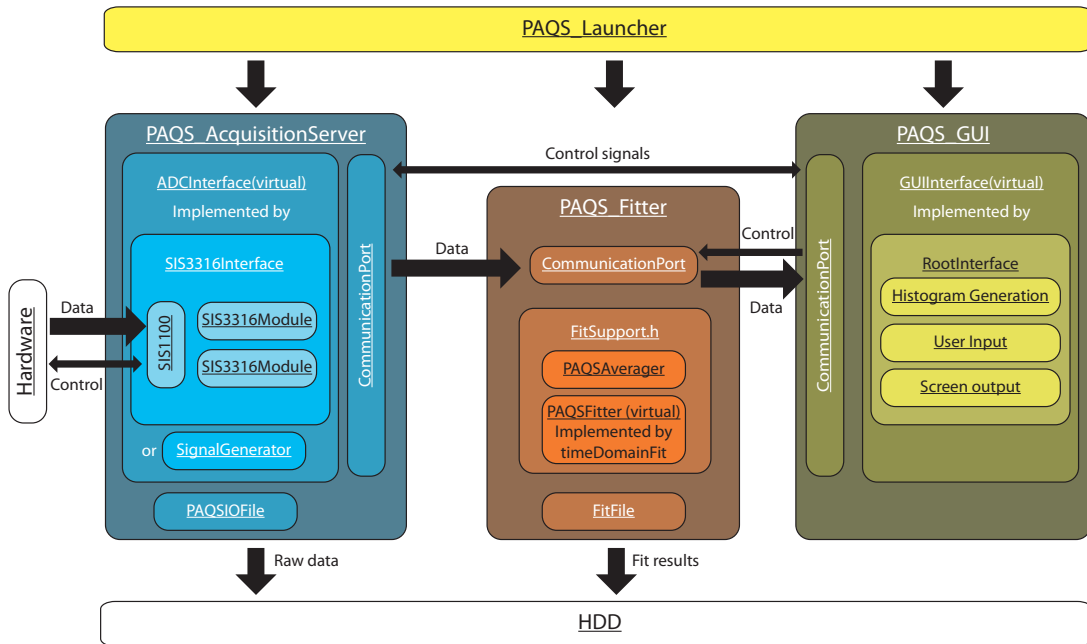 PAQS_Launcher
PAQS_AcquisitionServer
ADCInterface(virtual)
Implemented by
SIS3316Interface
SIS1100
SIS3316Module
SIS3316Module
or
SignalGenerator
PAQSIOFile
CommunicationPort
Hardware
Data
Control
Control signals
Data
PAQS_Fitter
CommunicationPort
FitSupport.h
PAQSAverager
PAQSFitter (virtual)
Implemented by
timeDomainFit
FitFile
Control
Data
PAQS_GUI
CommunicationPort
GUIInterface(virtual)
Implemented by
RootInterface
Histogram Generation
User Input
Screen output
Raw data
Fit results
HDD